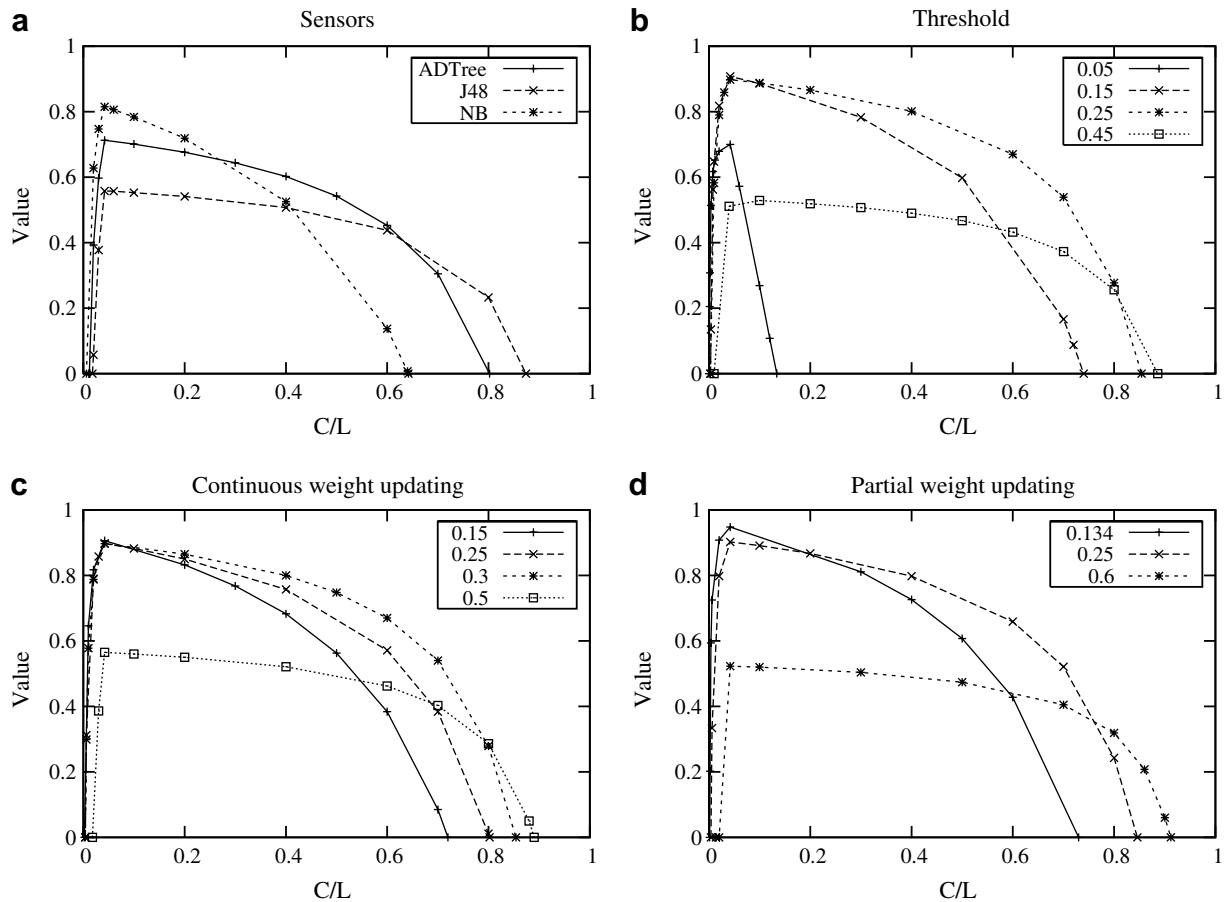 a
Sensors
1
0.8
0.6
0.4
0.2
0
Value
ADTree
J48
NB
0 0.2 0.4 0.6 0.8 1
C/L
b
Threshold
1
0.8
0.6
0.4
0.2
0
Value
0.05
0.15
0.25
0.45
0 0.2 0.4 0.6 0.8 1
C/L
c
Continuous weight updating
1
0.8
0.6
0.4
0.2
0
Value
0.15
0.25
0.3
0.5
0 0.2 0.4 0.6 0.8 1
C/L
d
Partial weight updating
1
0.8
0.6
0.4
0.2
0
Value
0.134
0.25
0.6
0 0.2 0.4 0.6 0.8 1
C/L